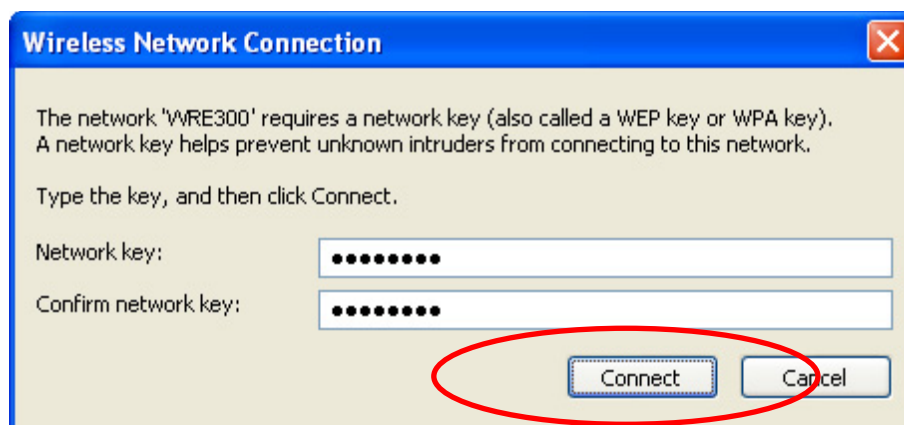 Wireless Network Connection
The network 'WRE300' requires a network key (also called a WEP key or WPA key).
A network key helps prevent unknown intruders from connecting to this network.
Type the key, and then click Connect.
Network key: ●●●●●●●●
Confirm network key: ●●●●●●●●
Connect Cancel